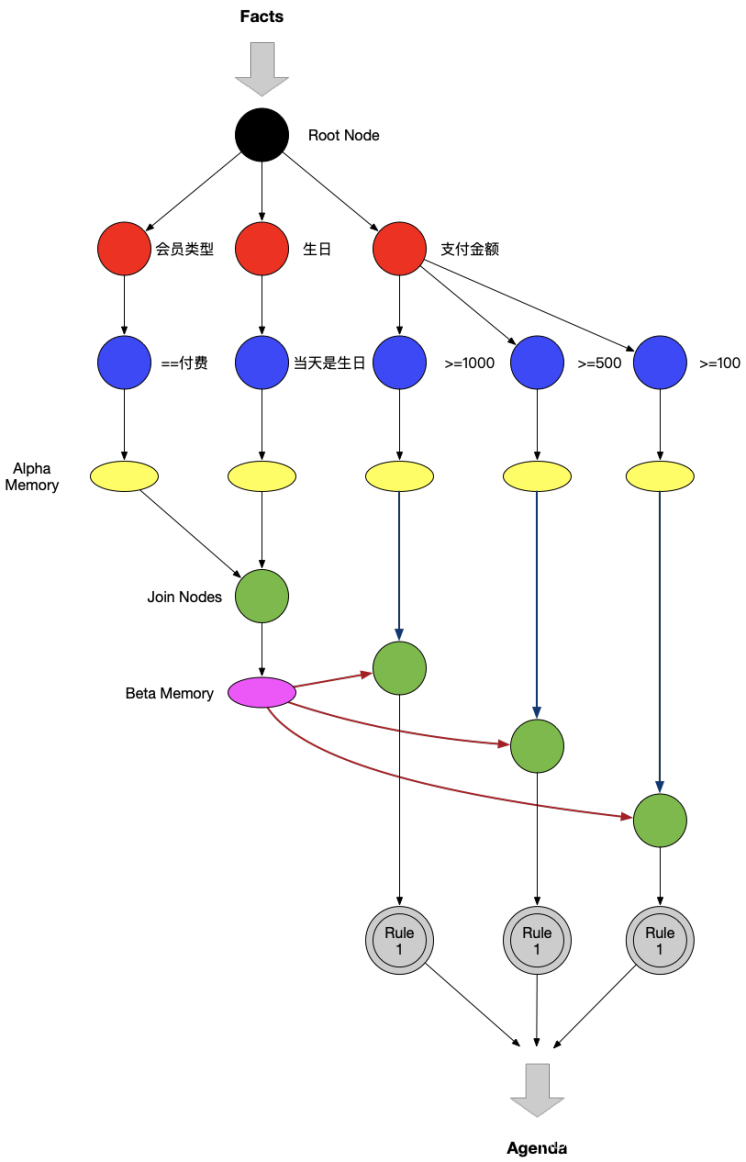 Facts
Root Node
会员类型
生日
支付金额
==付费
当天是生日
>=1000
>=500
>=100
Alpha
Memory
Join Nodes
Beta Memory
Rule
1
Rule
1
Rule
1
Agenda